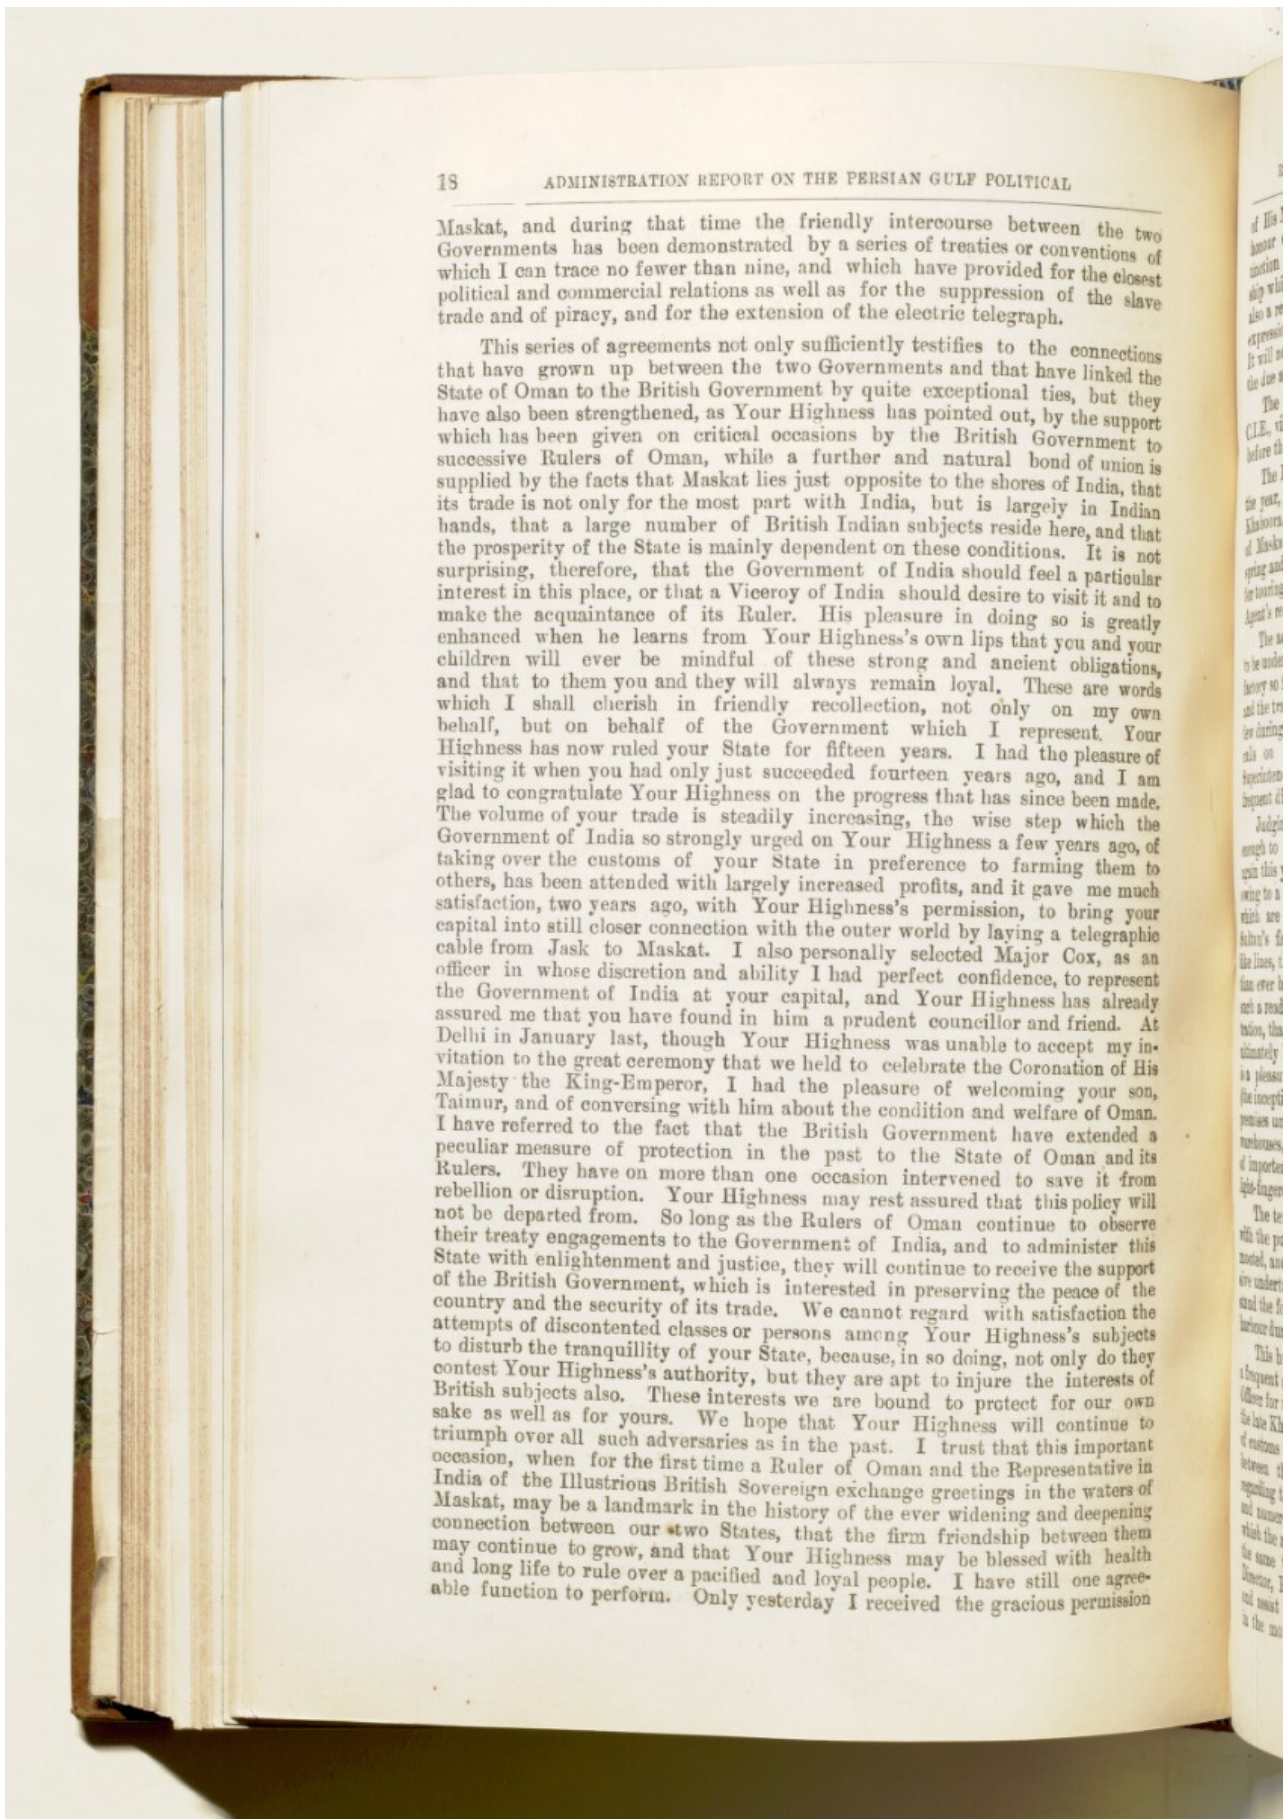 18 ADMINISTRATION REPORT ON THE PERSIAN GULF POLITICAL
Maskat, and during that time the friendly intercourse between the two
Governments has been demonstrated by a series of treaties or conventions of
which I can trace no fewer than nine, and which have provided for the closest
political and commercial relations as well as for the suppression of the slave
trade and of piracy, and for the extension of the electric telegraph.
This series of agreements not only sufficiently testifies to the connections
that have grown up between the two Governments and that have linked the
State of Oman to the British Government by quite exceptional ties, but they
have also been strengthened, as Your Highness has pointed out, by the support
which has been given on critical occasions by the British Government to
successive Rulers of Oman, while a further and natural bond of union is
supplied by the facts that Maskat lies just opposite to the shores of India, that
its trade is not only for the most part with India, but is largely in Indian
hands, that a large number of British Indian subjects reside here, and that
the prosperity of the State is mainly dependent on these conditions. It is not
surprising, therefore, that the Government of India should feel a particular
interest in this place, or that a Viceroy of India should desire to visit it and to
make the acquaintance of its Ruler. His pleasure in doing so is greatly
enhanced when he learns from Your Highness's own lips that you and your
children will ever be mindful of these strong and ancient obligations,
and that to them you and they will always remain loyal. These are words
which I shall cherish in friendly recollection, not only on my own
behalf, but on behalf of the Government which I represent. Your
Highness has now ruled your State for fifteen years. I had the pleasure of
visiting it when you had only just succeeded fourteen years ago, and I am
glad to congratulate Your Highness on the progress that has since been made.
The volume of your trade is steadily increasing, the wise step which the
Government of India so strongly urged on Your Highness a few years ago, of
taking over the customs of your State in preference to farming them to
others, has been attended with largely increased profits, and it gave me much
satisfaction, two years ago, with Your Highness's permission, to bring your
capital into still closer connection with the outer world by laying a telegraphic
cable from Jask to Maskat. I also personally selected Major Cox, as an
officer in whose discretion and ability I had perfect confidence, to represent
the Government of India at your capital, and Your Highness has already
assured me that you have found in him a prudent councillor and friend. At
Delhi in January last, though Your Highness was unable to accept my in-
vitation to the great ceremony that we held to celebrate the Coronation of His
Majesty the King-Emperor, I had the pleasure of welcoming your son,
Taimur, and of conversing with him about the condition and welfare of Oman.
I have referred to the fact that the British Government have extended a
peculiar measure of protection in the past to the State of Oman and its
Rulers. They have on more than one occasion intervened to save it from
rebellion or disruption. Your Highness may rest assured that this policy will
not be departed from. So long as the Rulers of Oman continue to observe
their treaty engagements to the Government of India, and to administer this
State with enlightenment and justice, they will continue to receive the support
of the British Government, which is interested in preserving the peace of the
country and the security of its trade. We cannot regard with satisfaction the
attempts of discontented classes or persons among Your Highness's subjects
to disturb the tranquillity of your State, because, in so doing, not only do they
contest Your Highness's authority, but they are apt to injure the interests of
British subjects also. These interests we are bound to protect for our own
sake as well as for yours. We hope that Your Highness will continue to
triumph over all such adversaries as in the past. I trust that this important
occasion, when for the first time a Ruler of Oman and the Representative in
India of the Illustrious British Sovereign exchange greetings in the waters of
Maskat, may be a landmark in the history of the ever widening and deepening
connection between our two States, that the firm friendship between them
may continue to grow, and that Your Highness may be blessed with health
and long life to rule over a pacified and loyal people. I have still one agree-
able function to perform. Only yesterday I received the gracious permission